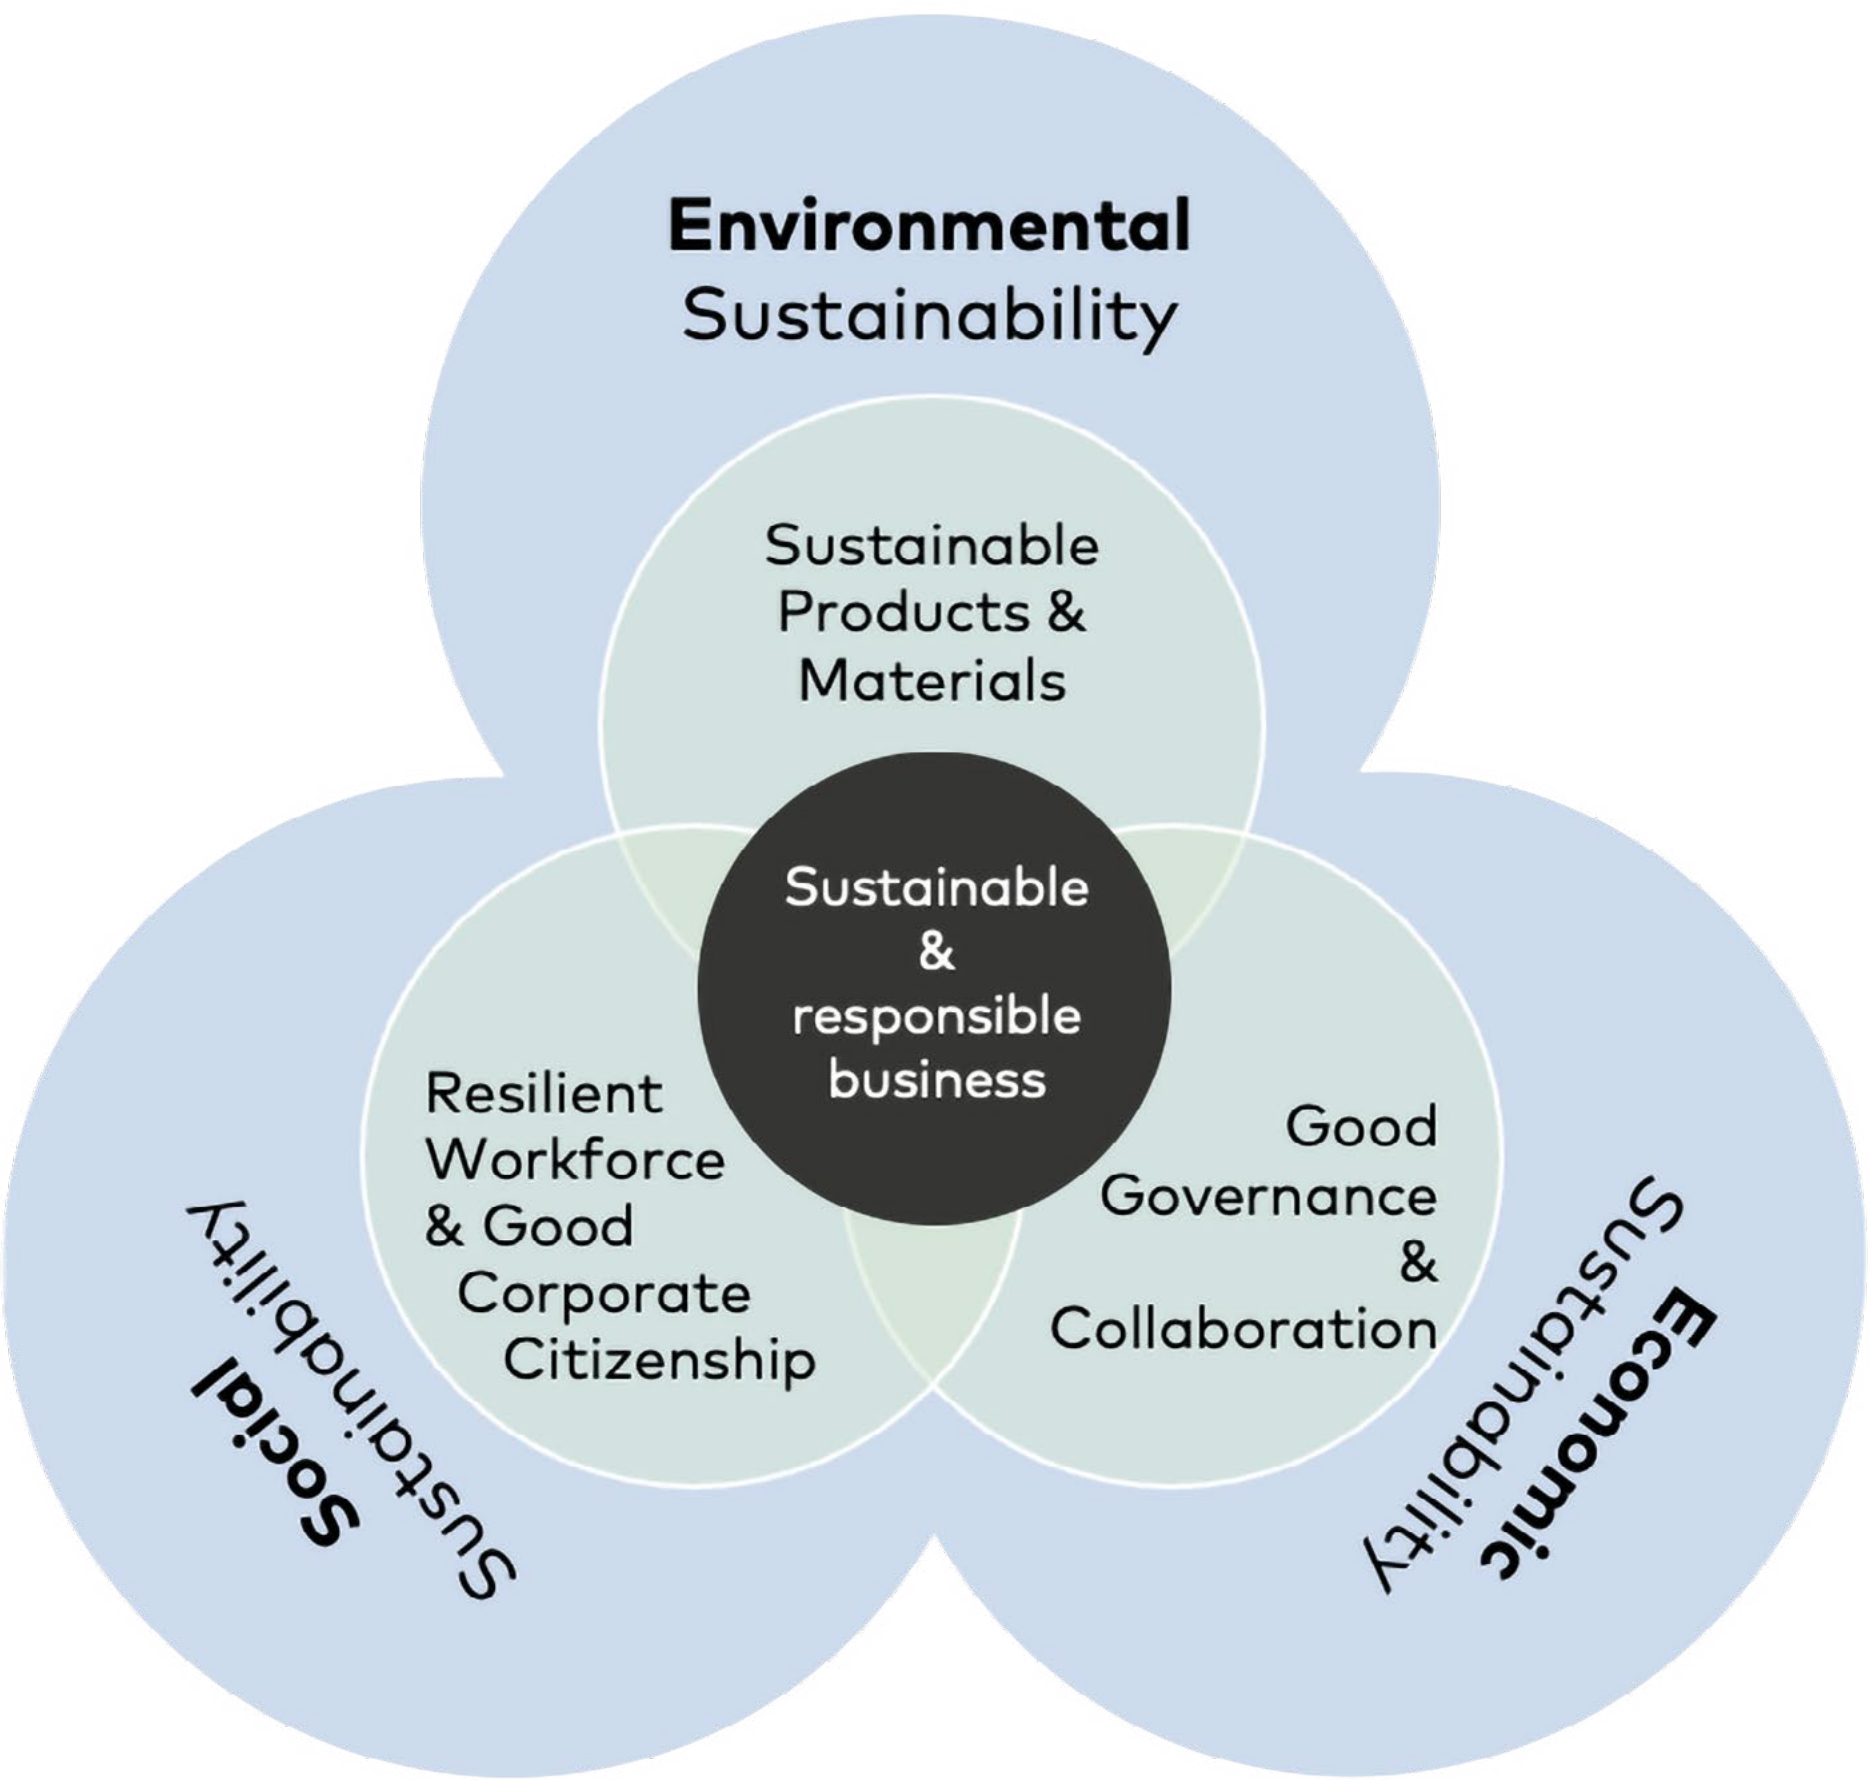 Environmental
Sustainability
Sustainable
Products &
Materials
Sustainable
&
responsible
business
Resilient
Workforce
& Good
Corporate
Citizenship
Good
Governance
&
Collaboration
Social
Sustainability
Economic
Sustainability